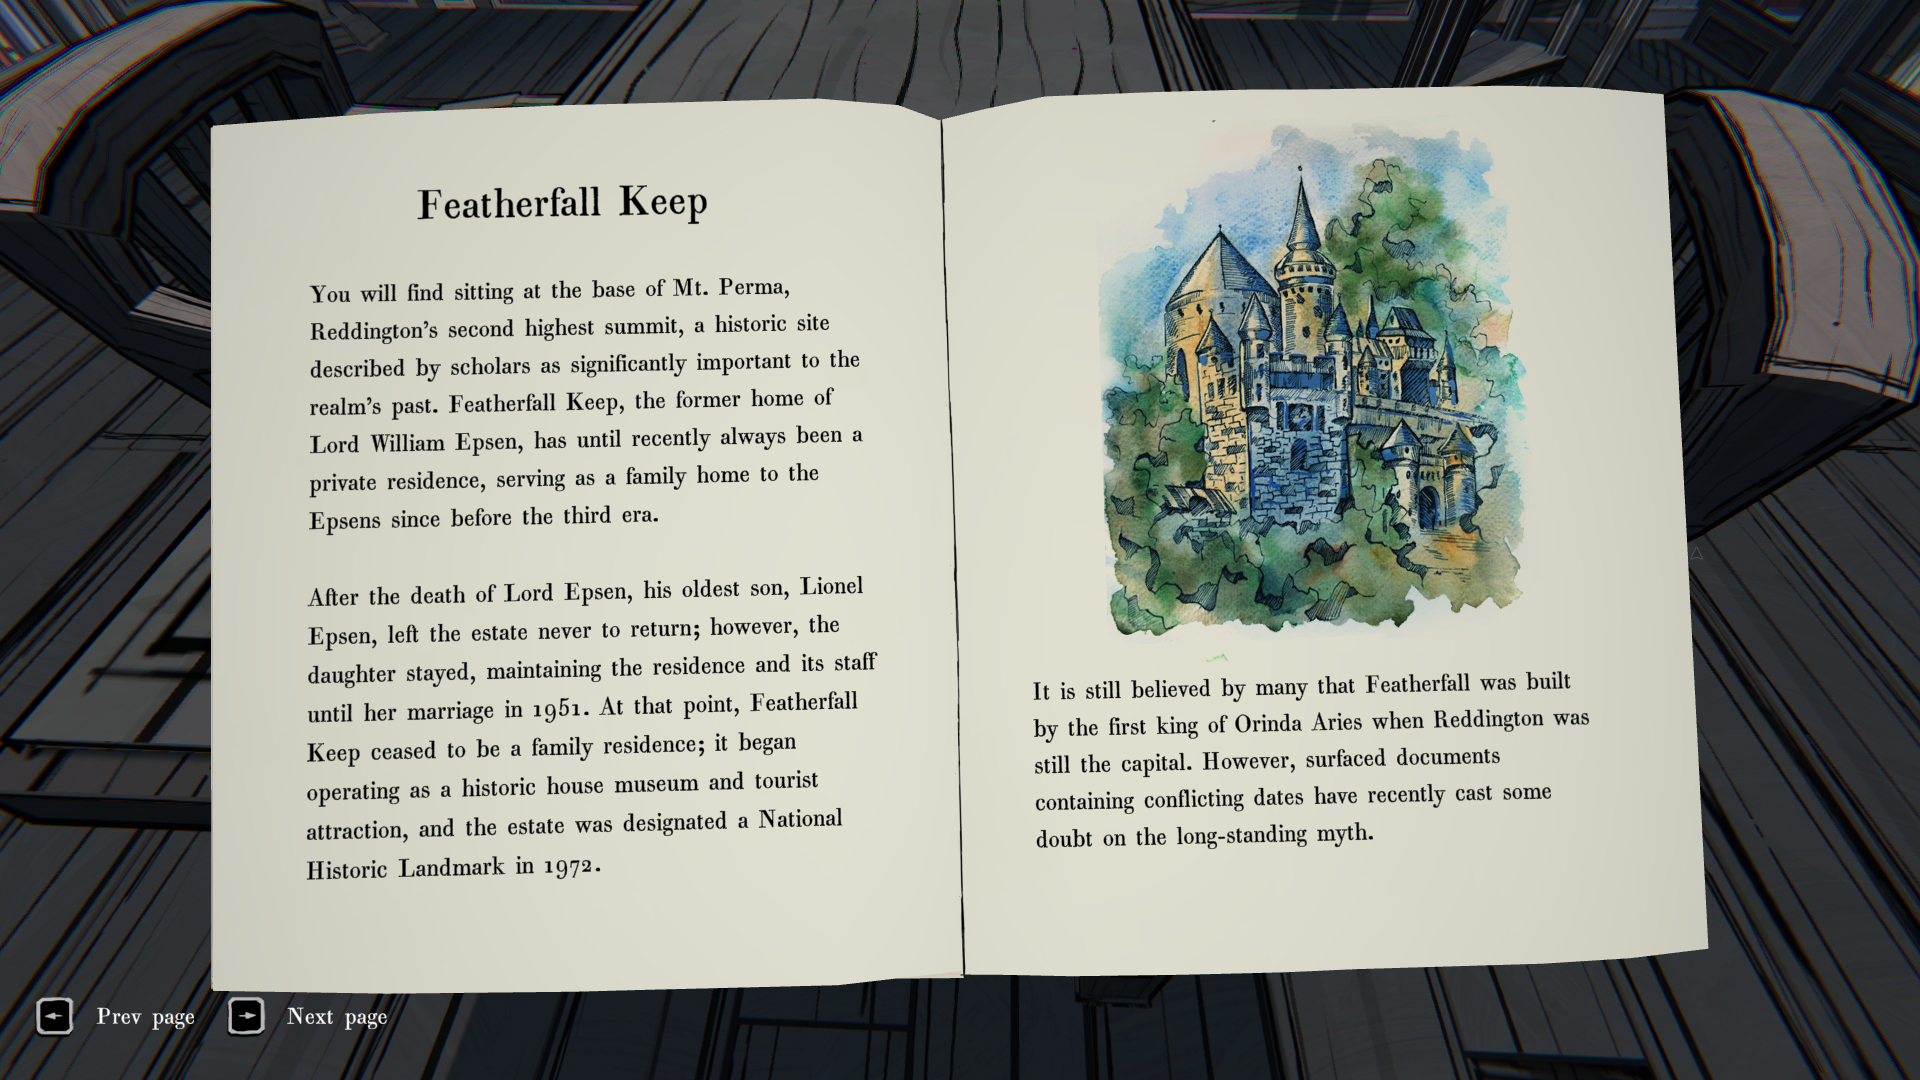 Featherfall Keep
You will find sitting at the base of Mt. Perma,
Reddington's second highest summit, a historic site
described by scholars as significantly important to the
realm's past. Featherfall Keep, the former home of
Lord William Epsen, has until recently always been a
private residence, serving as a family home to the
Epsens since before the third era.
After the death of Lord Epsen, his oldest son, Lionel
Epsen, left the estate never to return; however, the
daughter stayed, maintaining the residence and its staff
until her marriage in 1951. At that point, Featherfall
Keep ceased to be a family residence; it began
operating as a historic house museum and tourist
attraction, and the estate was designated a National
Historic Landmark in 1972.
It is still believed by many that Featherfall was built
by the first king of Orinda Aries when Reddington was
still the capital. However, surfaced documents
containing conflicting dates have recently cast some
doubt on the long-standing myth.
Prev page
Next page